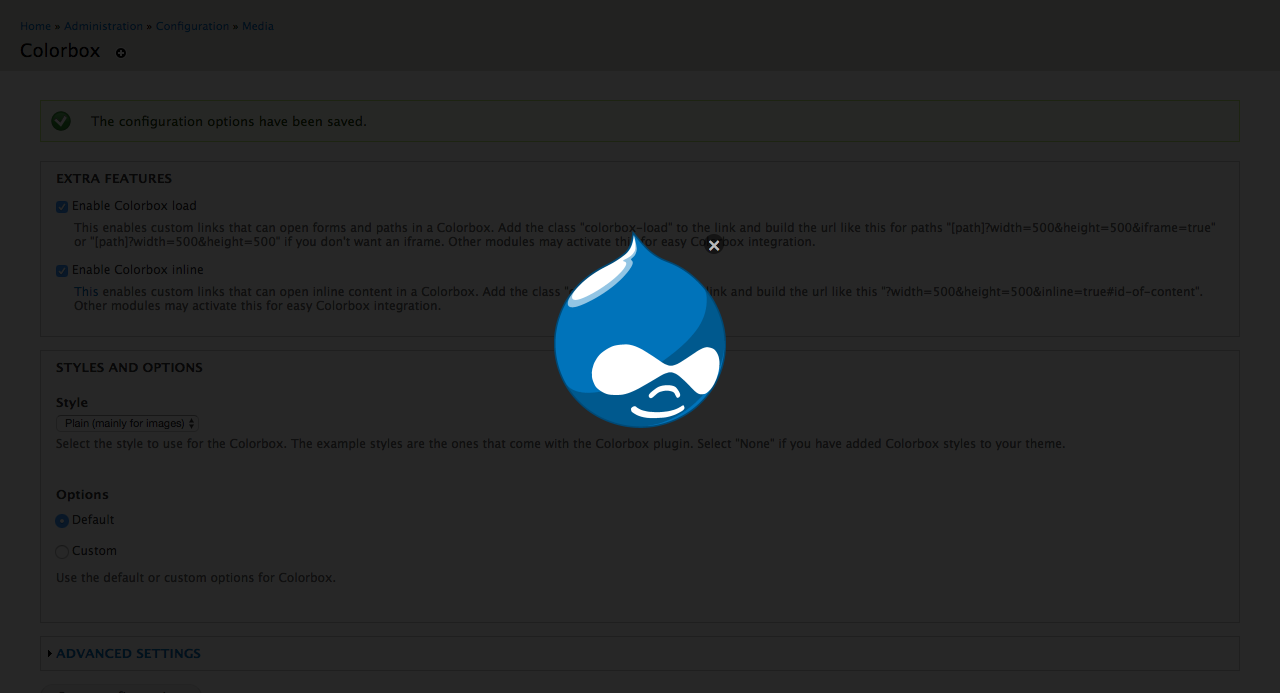 Home » Administration » Configuration » Media
Colorbox
The configuration options have been saved.
EXTRA FEATURES
Enable Colorbox load
This enables custom links that can open forms and paths in a Colorbox. Add the class "colorbox-load" to the link and build the url like this for paths "[path]?width=500&height=500&iframe=true"
or "[path]?width=500&height=500" if you don't want an iframe. Other modules may activate this for easy Colorbox integration.
Enable Colorbox inline
This enables custom links that can open inline content in a Colorbox. Add the class link and build the url like this "?width=500&height=500&inline=true#id-of-content".
Other modules may activate this for easy Colorbox integration.
STYLES AND OPTIONS
Style
Plain (mainly for images)
Select the style to use for the Colorbox. The example styles are the ones that come with the Colorbox plugin. Select "None" if you have added Colorbox styles to your theme.
Options
Default
Custom
Use the default or custom options for Colorbox.
ADVANCED SETTINGS